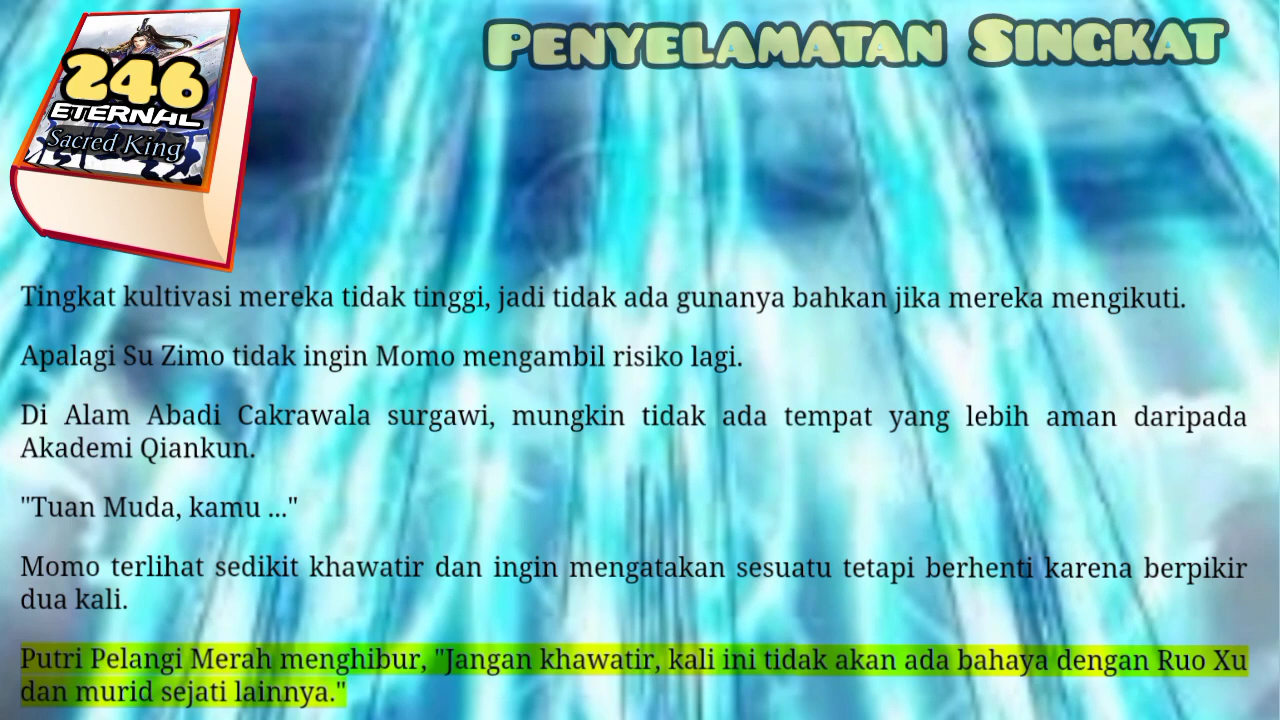 246
ETERNAL
Sacred King
Penyelamatan Singkat
Tingkat kultivasi mereka tidak tinggi, jadi tidak ada gunanya bahkan jika mereka mengikuti.
Apalagi Su Zimo tidak ingin Momo mengambil risiko lagi.
Di Alam Abadi Cakrawala surgawi, mungkin tidak ada tempat yang lebih aman daripada
Akademi Qiankun.
"Tuan Muda, kamu ..."
Momo terlihat sedikit khawatir dan ingin mengatakan sesuatu tetapi berhenti karena berpikir
dua kali.
Putri Pelangi Merah menghibur, "Jangan khawatir, kali ini tidak akan ada bahaya dengan Ruo Xu
dan murid sejati lainnya."